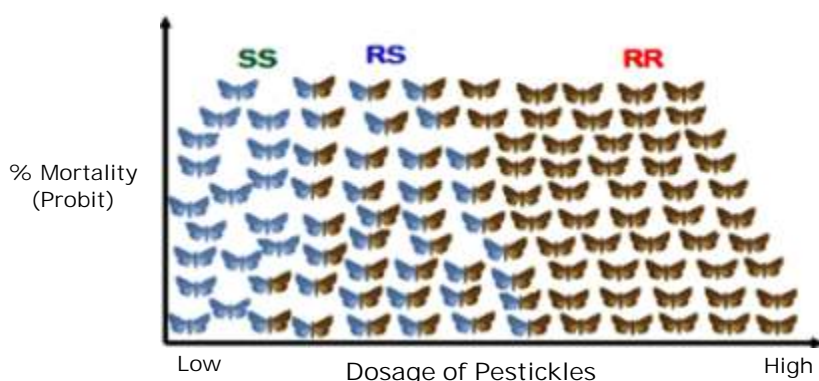 SS RS RR
% Mortality
(Probit)
Low Dosage of Pestickles High